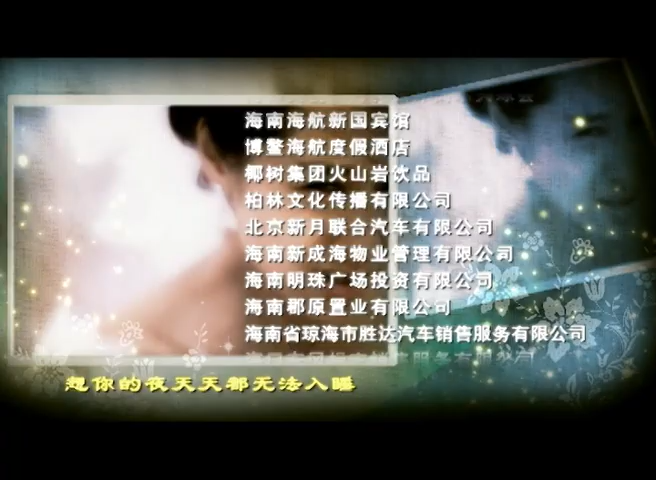 海南海航新国宾馆
博鳌海航度假酒店
椰树集团火山岩饮品
柏林文化传播有限公司
北京新月联合汽车有限公司
海南新成海物业管理有限公司
海南明珠广场投资有限公司
海南郡原置业有限公司
海南省琼海市胜达汽车销售服务有限公司
想你的夜天天都无法入睡